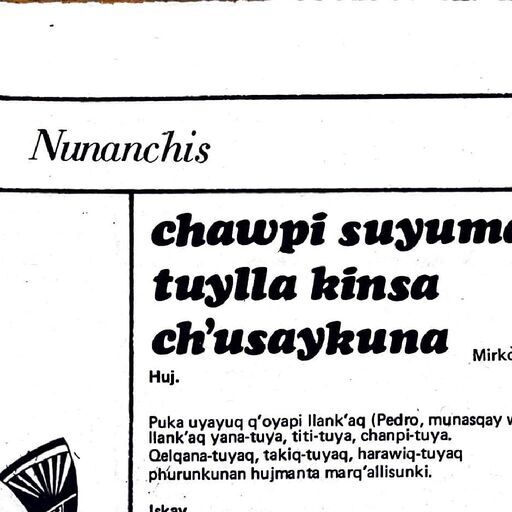 Nunanchis
chawpi suyuma
tuylla kinsa
ch'usaykuna
Huj.
Puka uyayuq q'oyapi llank'aq (Pedro, munasqay
llank'aq yana-tuya, titi-tuya, chanpi-tuya.
Qelqana-tuyaq, takiq-tuyaq, harawiq-tuyaq
phurunkunan hujmanta marq'allisunki.
Iskay